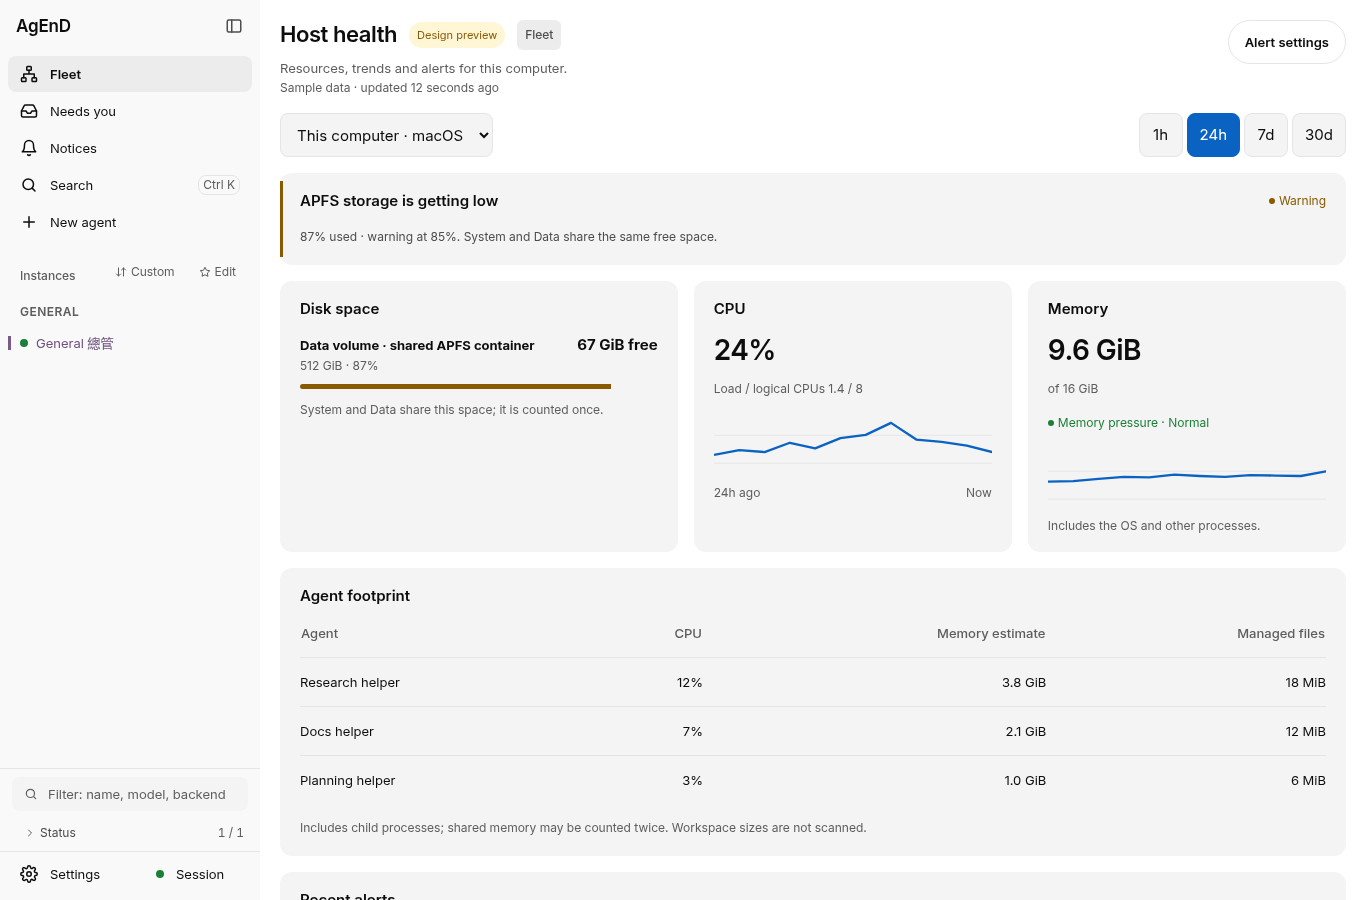 AgEnD
Fleet
Needs you
Notices
Search Ctrl K
New agent
Instances Custom Edit
GENERAL
General 總管
Filter: name, model, backend
Status 1 / 1
Settings Session
Host health Design preview Fleet
Alert settings
Resources, trends and alerts for this computer.
Sample data · updated 12 seconds ago
This computer · macOS
1h 24h 7d 30d
APFS storage is getting low
Warning
87% used · warning at 85%. System and Data share the same free space.
Disk space
Data volume · shared APFS container 67 GiB free
512 GiB · 87%
System and Data share this space; it is counted once.
CPU
24%
Load / logical CPUs 1.4 / 8
24h ago Now
Memory
9.6 GiB
of 16 GiB
Memory pressure · Normal
Includes the OS and other processes.
Agent footprint
Agent CPU Memory estimate Managed files
Research helper 12% 3.8 GiB 18 MiB
Docs helper 7% 2.1 GiB 12 MiB
Planning helper 3% 1.0 GiB 6 MiB
Includes child processes; shared memory may be counted twice. Workspace sizes are not scanned.
Recent alerts